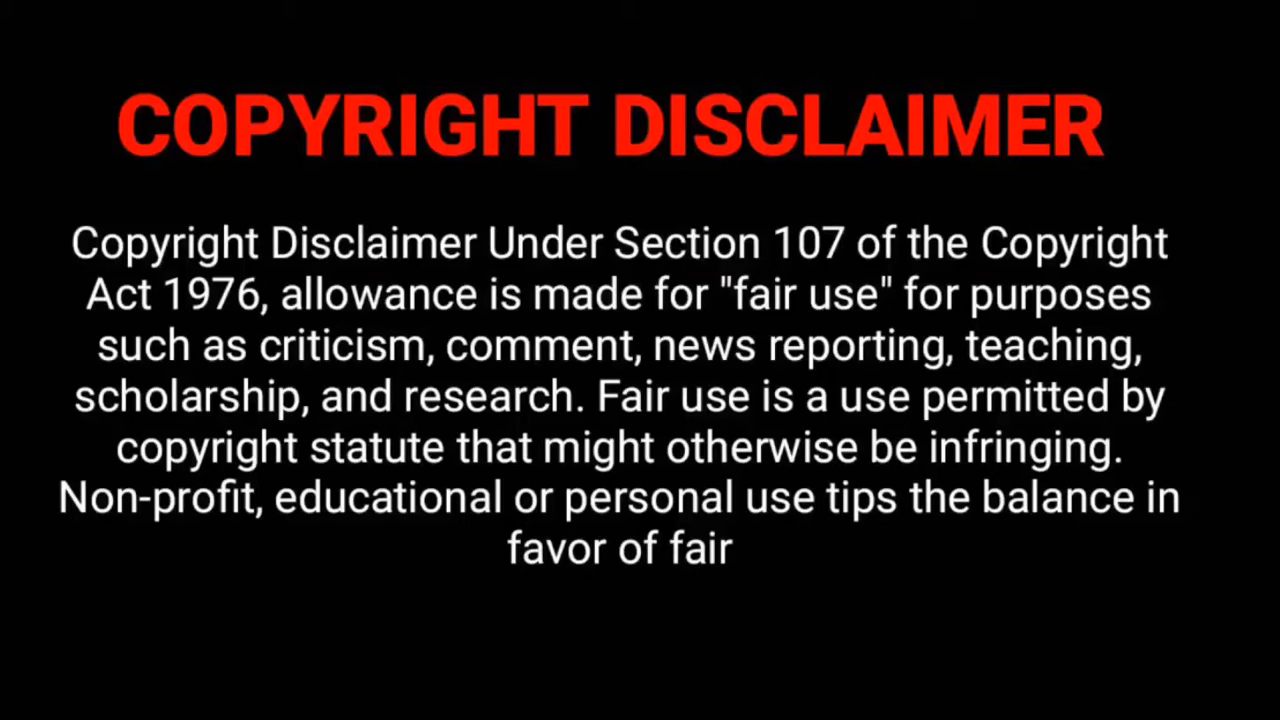 COPYRIGHT DISCLAIMER
Copyright Disclaimer Under Section 107 of the Copyright
Act 1976, allowance is made for "fair use" for purposes
such as criticism, comment, news reporting, teaching,
scholarship, and research. Fair use is a use permitted by
copyright statute that might otherwise be infringing.
Non-profit, educational or personal use tips the balance in
favor of fair